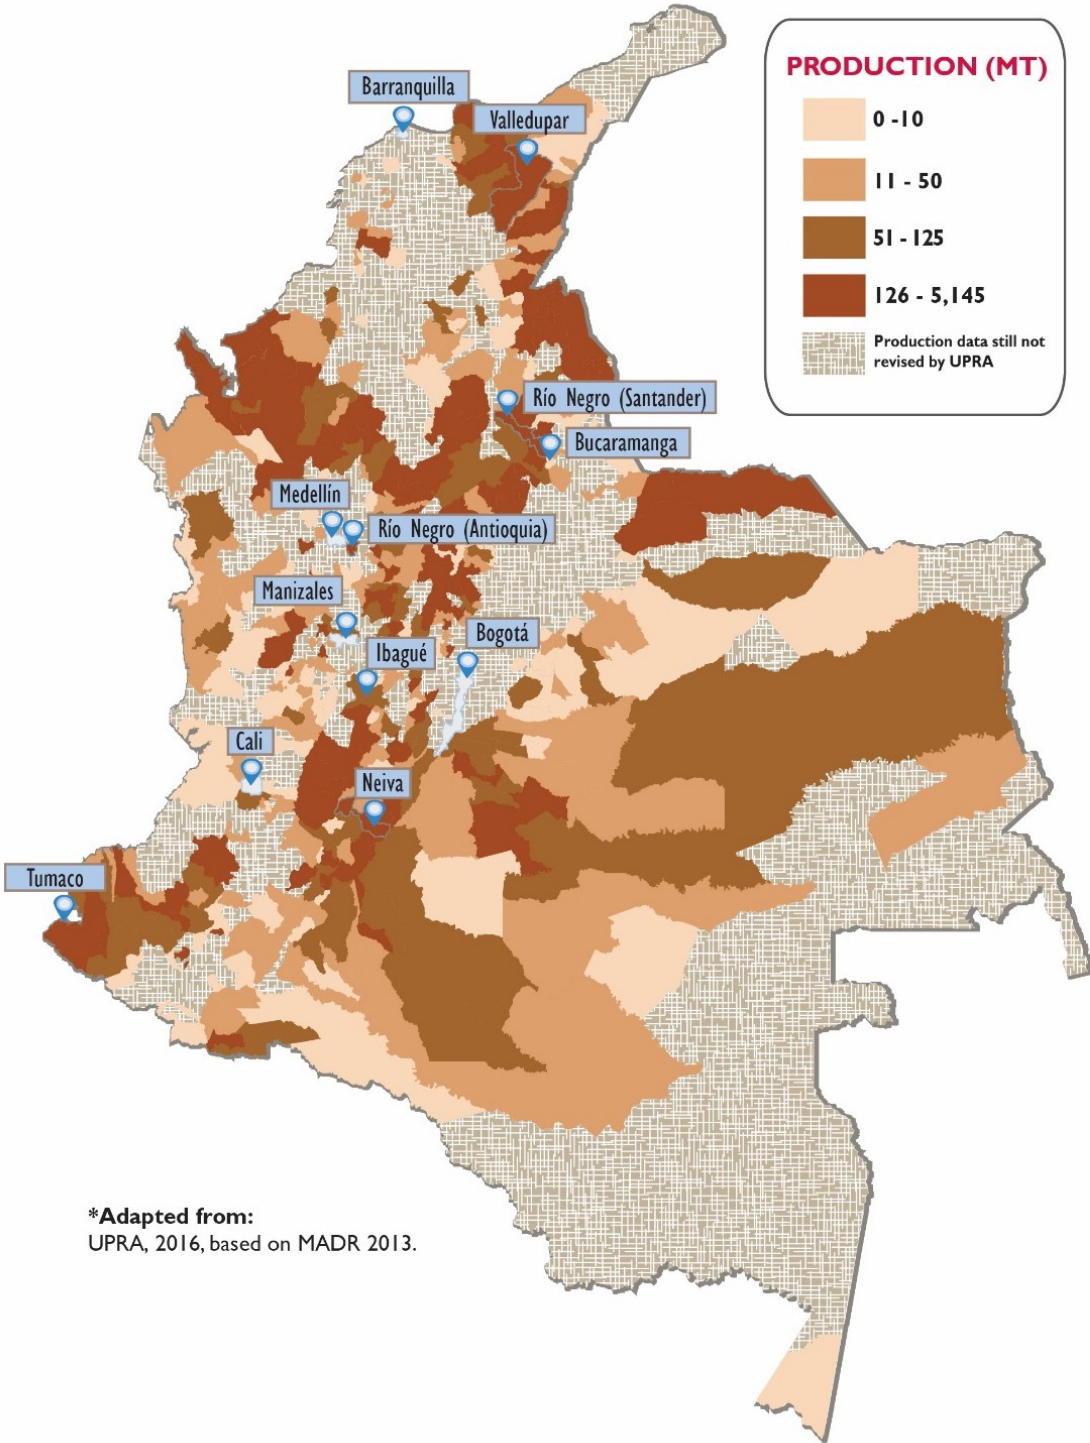 PRODUCTION (MT)
0 -10
11 - 50
51 - 125
126 - 5,145
Production data still not
revised by UPRA
Barranquilla
Valledupar
Río Negro (Santander)
Bucaramanga
Medellín
Río Negro (Antioquia)
Manizales
Bogotá
Ibagué
Cali
Neiva
Tumaco
*Adapted from:
UPRA, 2016, based on MADR 2013.